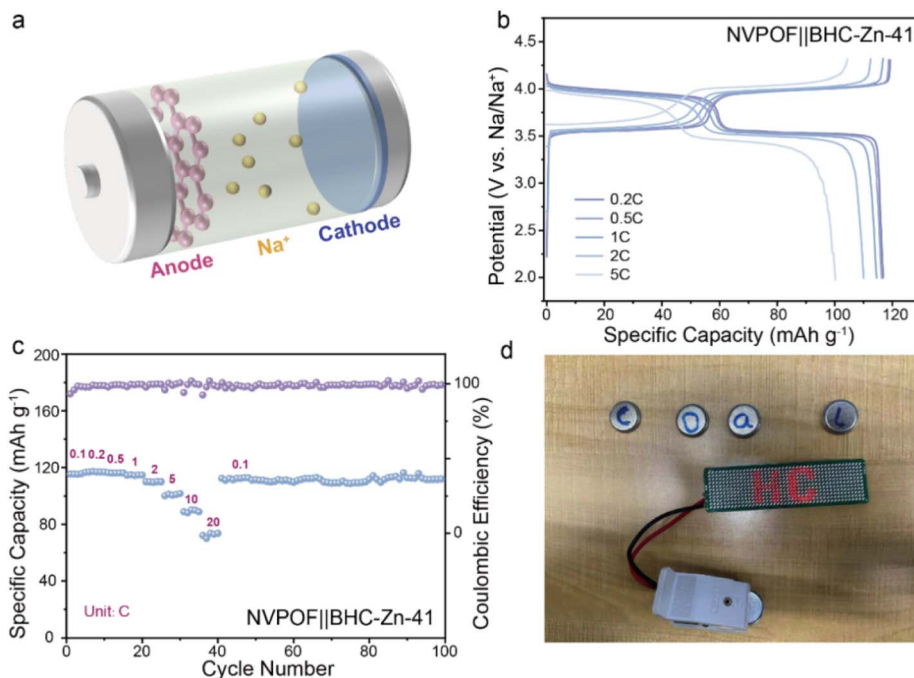 a
Anode
Na⁺
Cathode
b
NVPOF||BHC-Zn-41
Potential (V vs. Na/Na⁺)
4.5
4.0
3.5
3.0
2.5
2.0
0.2C
0.5C
1C
2C
5C
0 20 40 60 80 100 120
Specific Capacity (mAh g⁻¹)
c
Specific Capacity (mAh g⁻¹)
200
160
120
80
40
0
0.1 0.2 0.5 1 2 5 10 20 0.1
Unit: C
NVPOF||BHC-Zn-41
100
0
Coulombic Efficiency (%)
0 20 40 60 80 100
Cycle Number
d
C O a L
HC